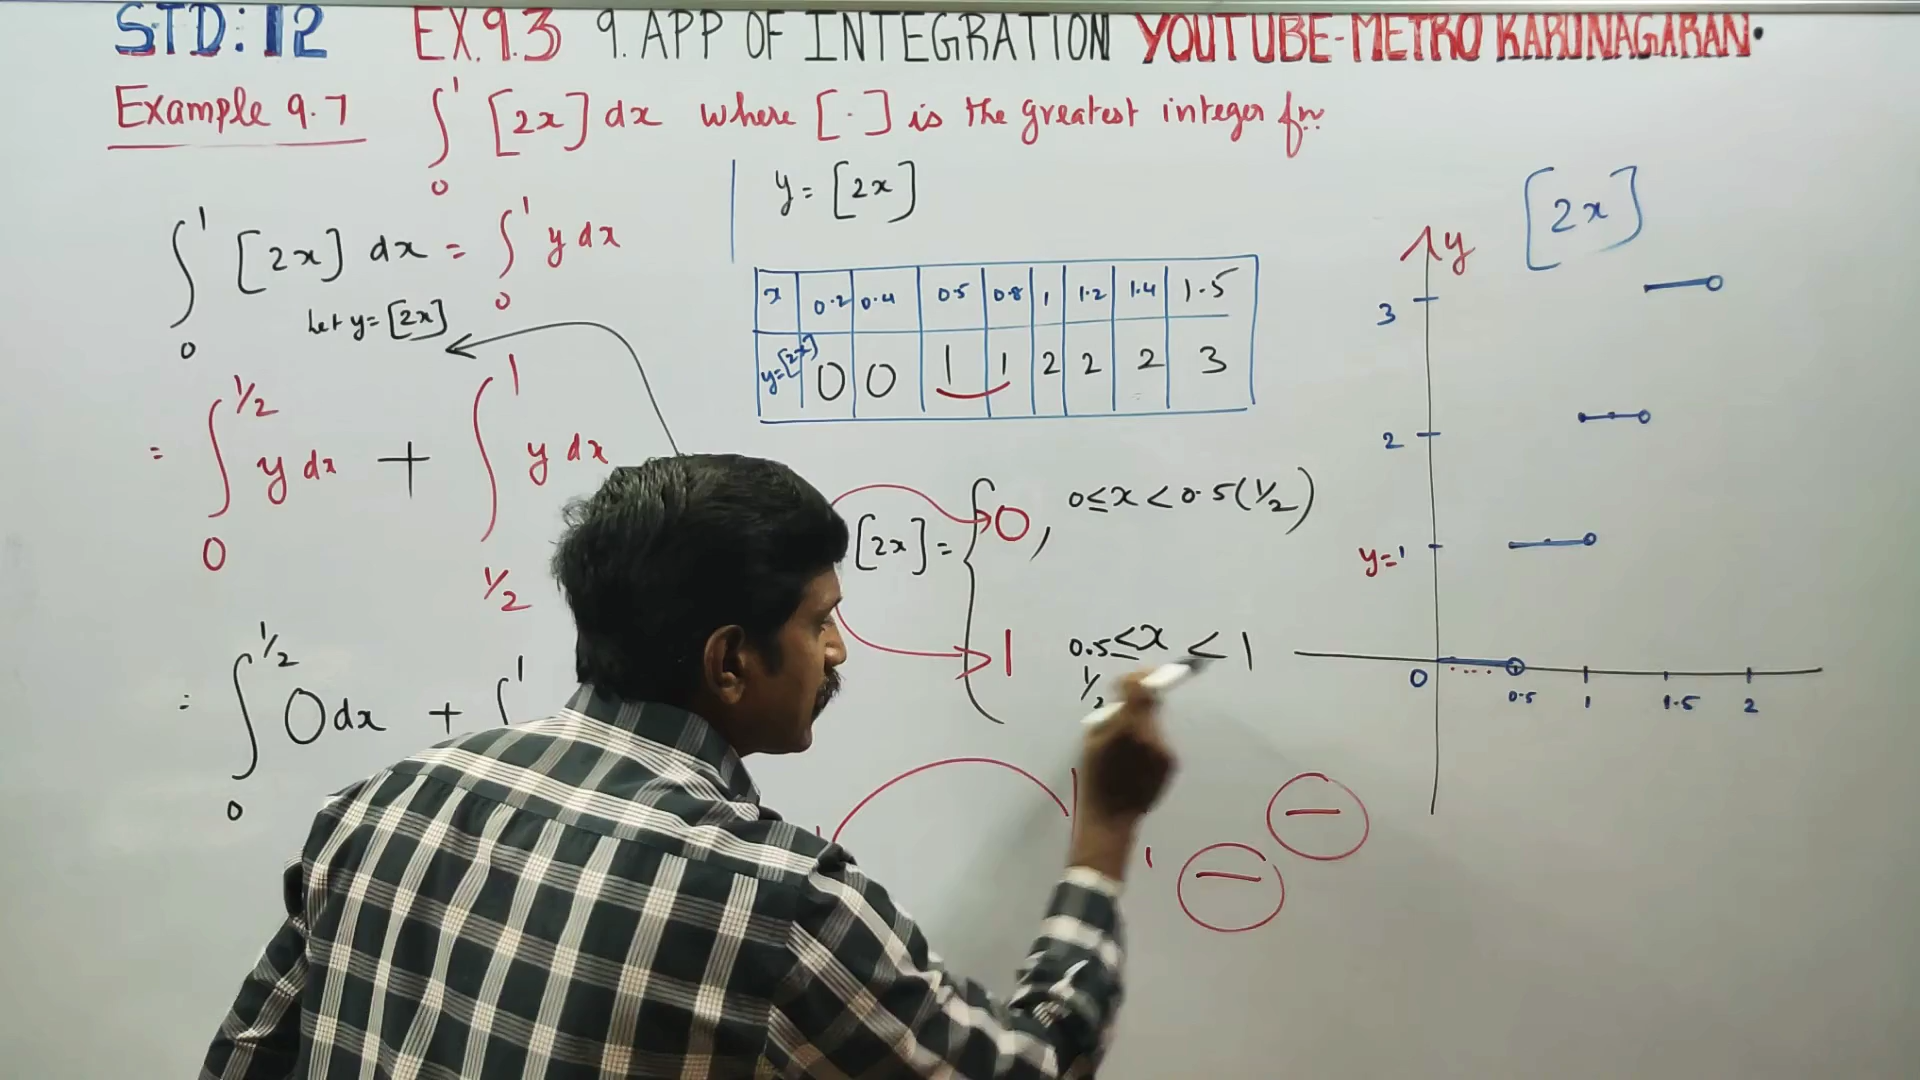 STD: 12 EX.9.3 9. APP OF INTEGRATION YOUTUBE-METRO KARUNAGARAN.
Example 9.7 ∫₀¹ [2x] dx where [·] is the greatest integer fn
y = [2x]
∫₀¹ [2x] dx = ∫₀¹ y dx
Let y = [2x]
x 0.2 0.4 0.5 0.8 1 1.2 1.4 1.5
y=[2x] 0 0 1 1 2 2 2 3
= ∫₀^½ y dx + ∫_½^1 y dx
[2x] = { 0, 0 ≤ x < 0.5 (½)
1 0.5 ≤ x < 1
½
= ∫₀^½ 0 dx + ∫¹
[2x]
y
3
2
y=1
0 0.5 1 1.5 2